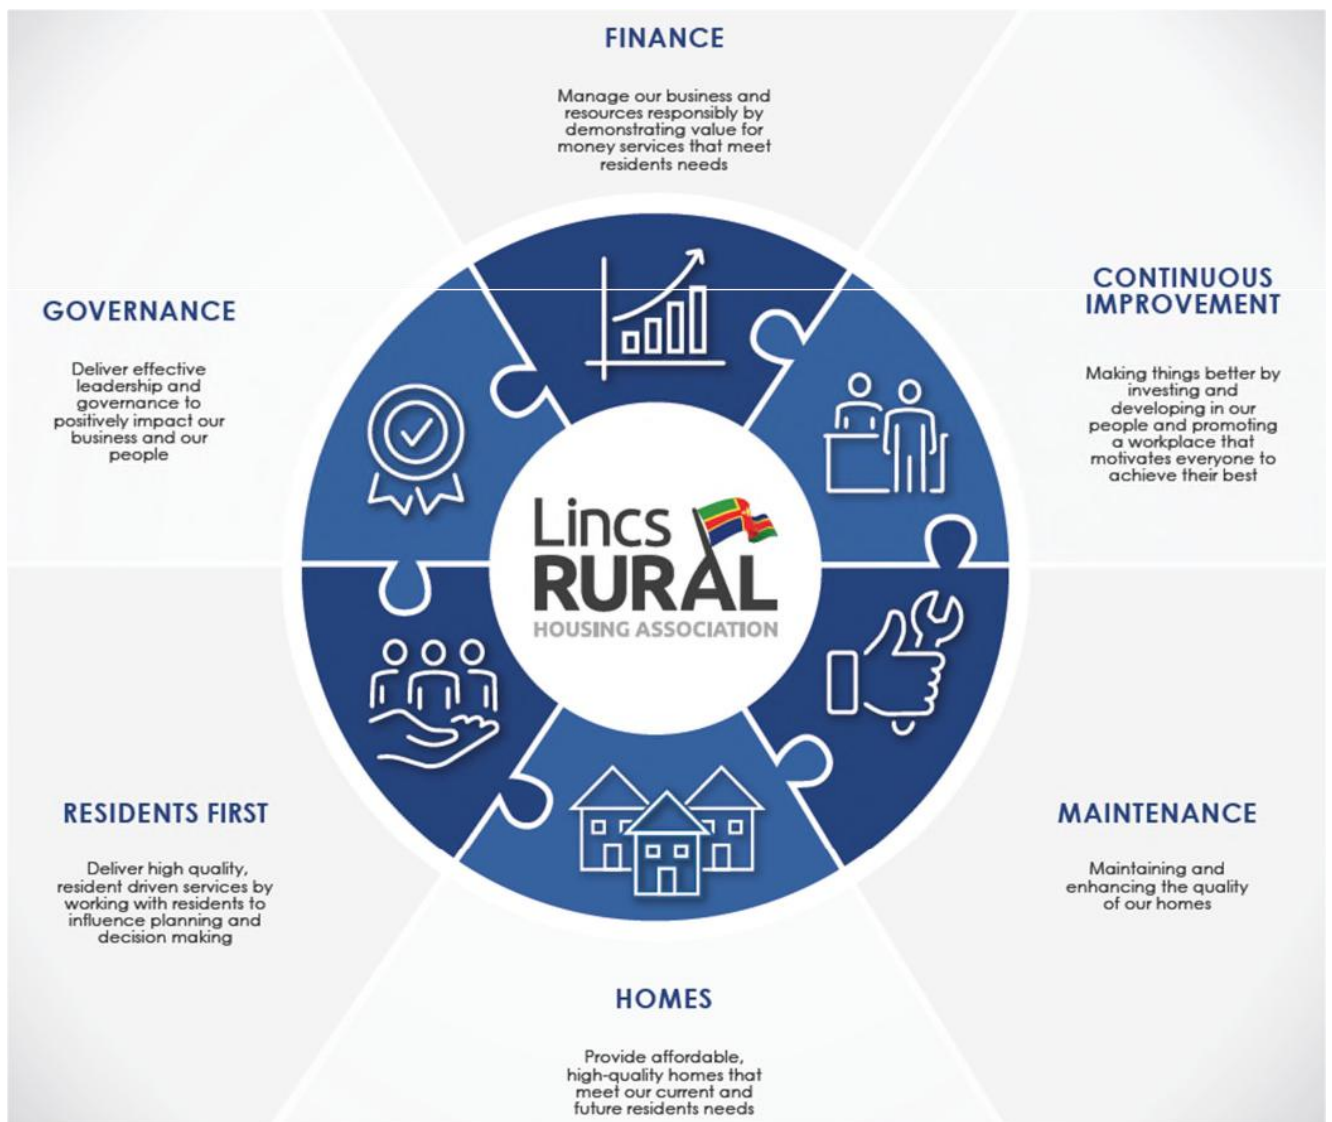 FINANCE
Manage our business and
resources responsibly by
demonstrating value for
money services that meet
residents needs
CONTINUOUS
IMPROVEMENT
Making things better by
investing and
developing in our
people and promoting
a workplace that
motivates everyone to
achieve their best
GOVERNANCE
Deliver effective
leadership and
governance to
positively impact our
business and our
people
Lincs
RURAL
HOUSING ASSOCIATION
RESIDENTS FIRST
Deliver high quality,
resident driven services by
working with residents to
influence planning and
decision making
MAINTENANCE
Maintaining and
enhancing the quality
of our homes
HOMES
Provide affordable,
high-quality homes that
meet our current and
future residents needs